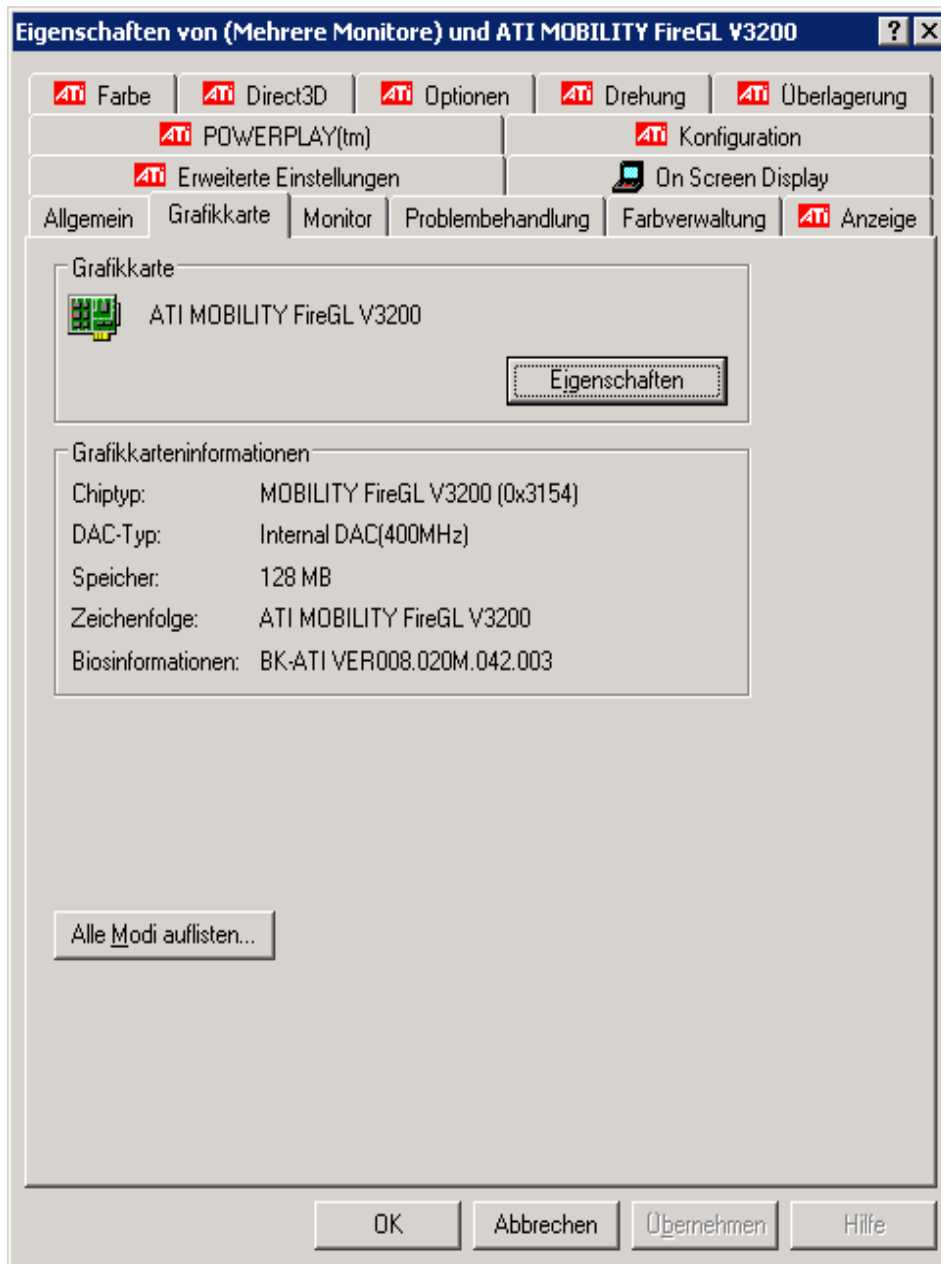 Eigenschaften von (Mehrere Monitore) und ATI MOBILITY FireGL V3200
ATI Farbe ATI Direct3D ATI Optionen ATI Drehung ATI Überlagerung
ATI POWERPLAY(tm) ATI Konfiguration
ATI Erweiterte Einstellungen On Screen Display
Allgemein Grafikkarte Monitor Problembehandlung Farbverwaltung ATI Anzeige
Grafikkarte
ATI MOBILITY FireGL V3200
Eigenschaften
Grafikkarteninformationen
Chiptyp: MOBILITY FireGL V3200 (0x3154)
DAC-Typ: Internal DAC(400MHz)
Speicher: 128 MB
Zeichenfolge: ATI MOBILITY FireGL V3200
Biosinformationen: BK-ATI VER008.020M.042.003
Alle Modi auflisten...
OK Abbrechen Übernehmen Hilfe